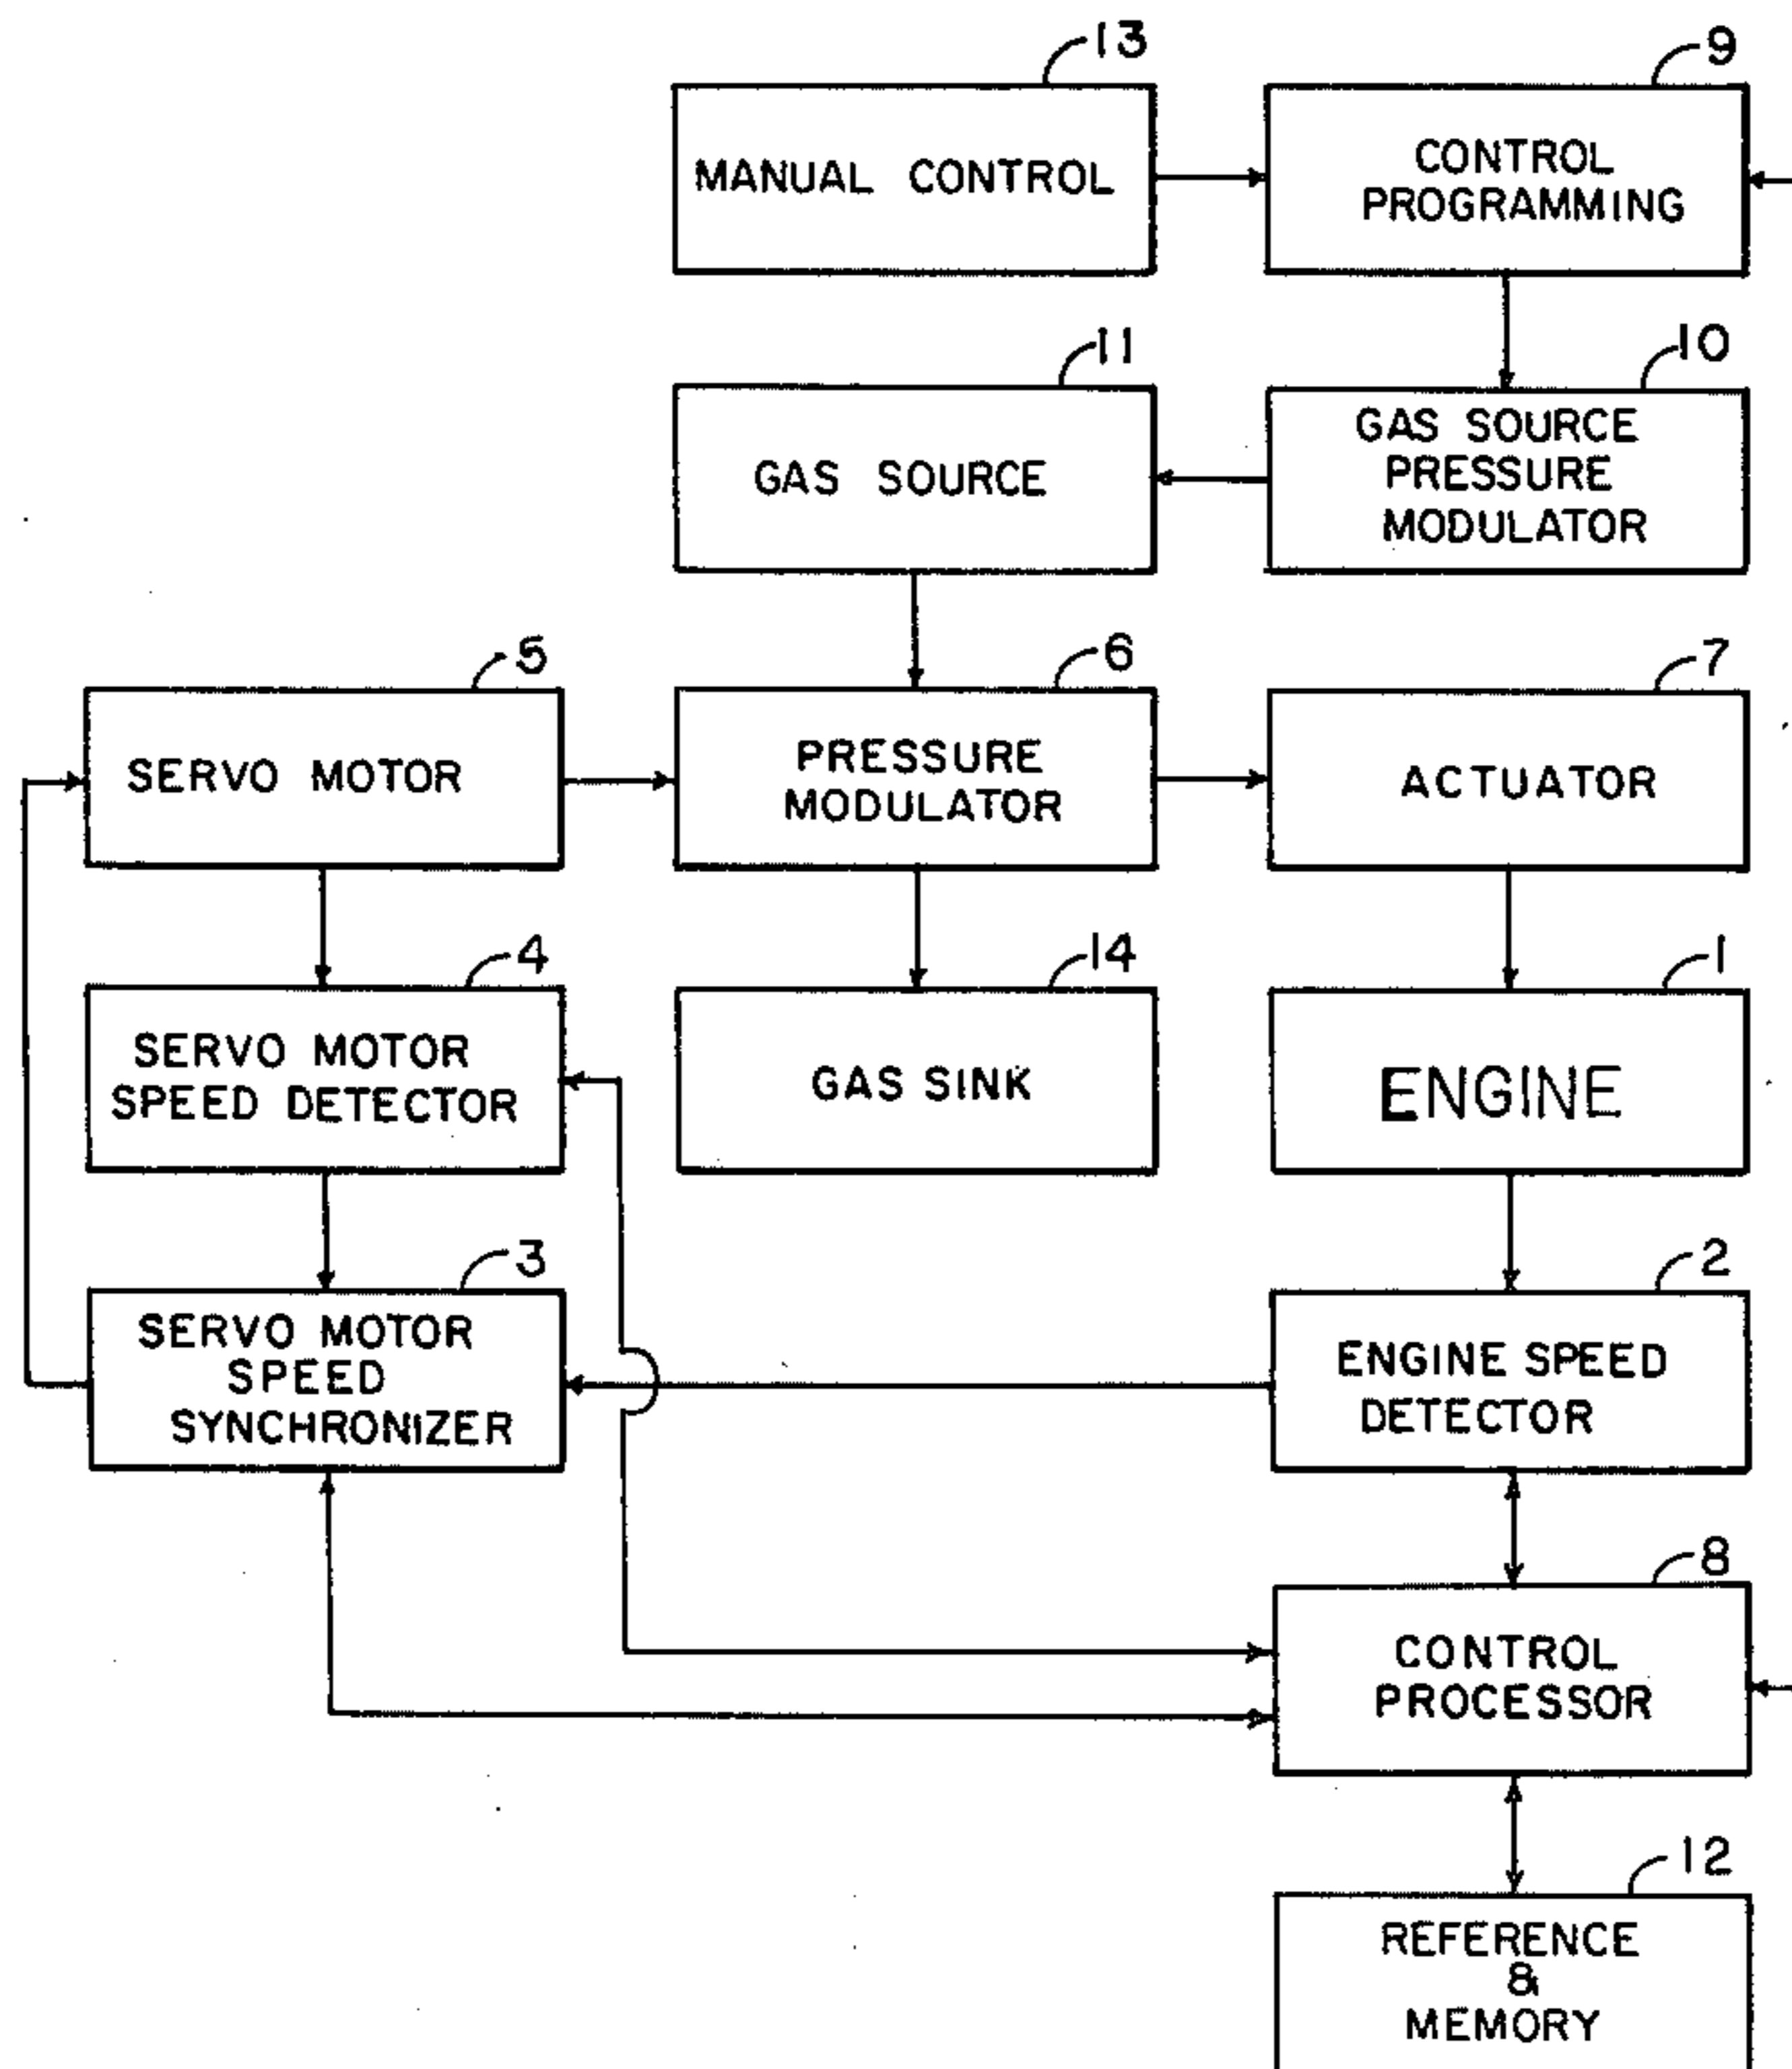 13
MANUAL CONTROL
9
CONTROL
PROGRAMMING
11
GAS SOURCE
10
GAS SOURCE
PRESSURE
MODULATOR
5
SERVO MOTOR
6
PRESSURE
MODULATOR
7
ACTUATOR
4
SERVO MOTOR
SPEED DETECTOR
14
GAS SINK
1
ENGINE
3
SERVO MOTOR
SPEED
SYNCHRONIZER
2
ENGINE SPEED
DETECTOR
8
CONTROL
PROCESSOR
12
REFERENCE
&
MEMORY